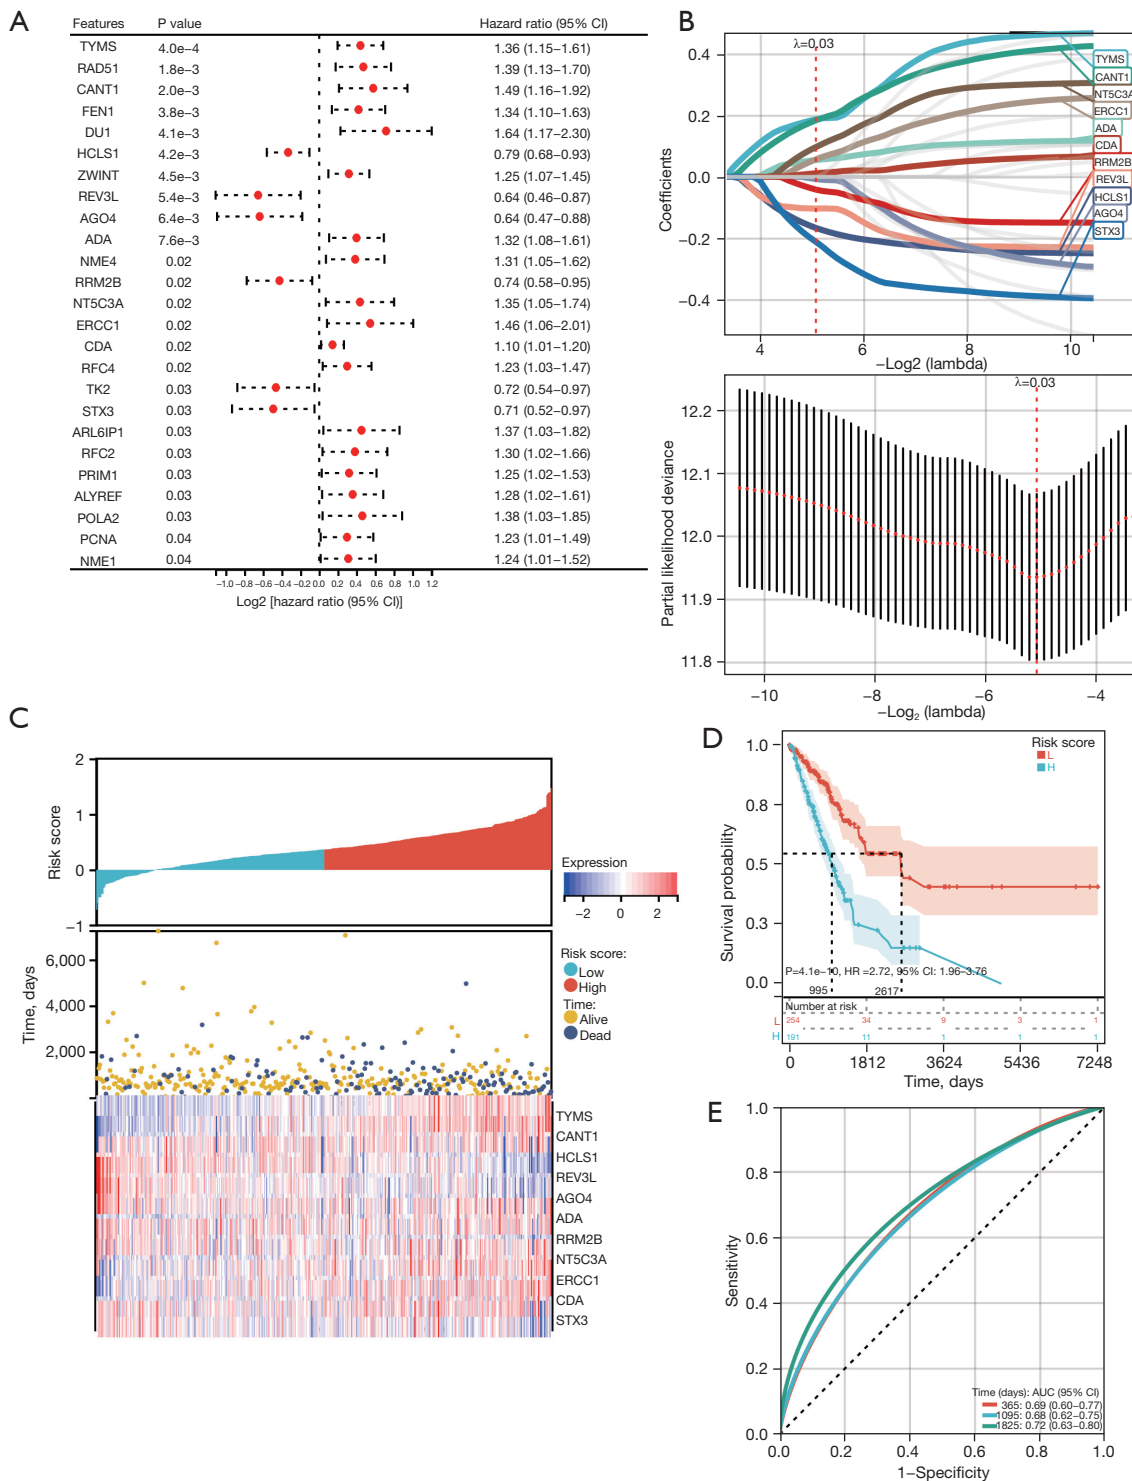 A
Features P value Hazard ratio (95% CI)
TYMS 4.0e-4 1.36 (1.15–1.61)
RAD51 1.8e-3 1.39 (1.13–1.70)
CANT1 2.0e-3 1.49 (1.16–1.92)
FEN1 3.8e-3 1.34 (1.10–1.63)
DU1 4.1e-3 1.64 (1.17–2.30)
HCLS1 4.2e-3 0.79 (0.68–0.93)
ZWINT 4.5e-3 1.25 (1.07–1.45)
REV3L 5.4e-3 0.64 (0.46–0.87)
AGO4 6.4e-3 0.64 (0.47–0.88)
ADA 7.6e-3 1.32 (1.08–1.61)
NME4 0.02 1.31 (1.05–1.62)
RRM2B 0.02 0.74 (0.58–0.95)
NT5C3A 0.02 1.35 (1.05–1.74)
ERCC1 0.02 1.46 (1.06–2.01)
CDA 0.02 1.10 (1.01–1.20)
RFC4 0.02 1.23 (1.03–1.47)
TK2 0.03 0.72 (0.54–0.97)
STX3 0.03 0.71 (0.52–0.97)
ARL6IP1 0.03 1.37 (1.03–1.82)
RFC2 0.03 1.30 (1.02–1.66)
PRIM1 0.03 1.25 (1.02–1.53)
ALYREF 0.03 1.28 (1.02–1.61)
POLA2 0.03 1.38 (1.03–1.85)
PCNA 0.04 1.23 (1.01–1.49)
NME1 0.04 1.24 (1.01–1.52)
−1.0 −0.8 −0.6 −0.4 −0.2 0.0 0.2 0.4 0.6 0.8 1.0 1.2
Log2 [hazard ratio (95% CI)]
B
λ=0.03
Coefficients
0.4
0.2
0.0
−0.2
−0.4
TYMS
CANT1
NT5C3A
ERCC1
ADA
CDA
RRM2B
REV3L
HCLS1
AGO4
STX3
4 6 8 10
−Log2 (lambda)
λ=0.03
Partial likelihood deviance
12.2
12.1
12.0
11.9
11.8
−10 −8 −6 −4
−Log₂ (lambda)
C
Risk score
2
1
0
−1
Expression
−2 0 2
Time, days
6,000
4,000
2,000
Risk score:
Low
High
Time:
Alive
Dead
TYMS
CANT1
HCLS1
REV3L
AGO4
ADA
RRM2B
NT5C3A
ERCC1
CDA
STX3
D
Survival probability
1.0
0.8
0.5
0.3
0.0
Risk score
L
H
P=4.1e−10, HR =2.72, 95% CI: 1.96–3.76
995 2617
Number at risk
L 254 34 9 3 1
H 191 11 1 1 1
0 1812 3624 5436 7248
Time, days
E
Sensitivity
1.0
0.8
0.6
0.4
0.2
0.0
Time (days): AUC (95% CI)
365: 0.69 (0.60–0.77)
1095: 0.68 (0.62–0.75)
1825: 0.72 (0.63–0.80)
0.0 0.2 0.4 0.6 0.8 1.0
1−Specificity